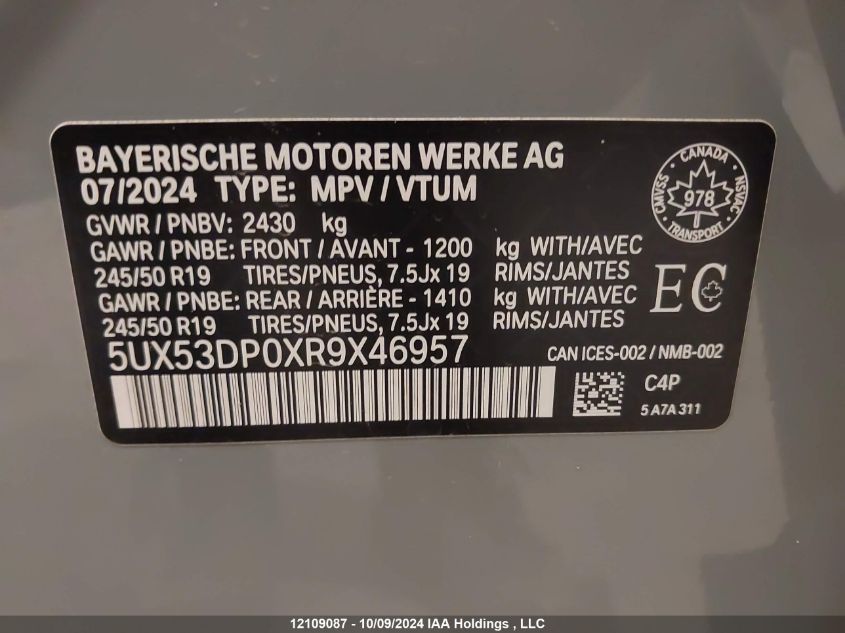 BAYERISCHE MOTOREN WERKE AG
07/2024 TYPE: MPV / VTUM
GVWR / PNBV: 2430 kg
GAWR / PNBE: FRONT / AVANT - 1200 kg WITH/AVEC
245/50 R19 TIRES/PNEUS, 7.5Jx 19 RIMS/JANTES
GAWR / PNBE: REAR / ARRIÈRE - 1410 kg WITH/AVEC
245/50 R19 TIRES/PNEUS, 7.5Jx 19 RIMS/JANTES
5UX53DP0XR9X46957
CANADA
CMVSS 978 NSVAC
TRANSPORT
EC
CAN ICES-002 / NMB-002
C4P
5 A7A 311
12109087 - 10/09/2024 IAA Holdings , LLC